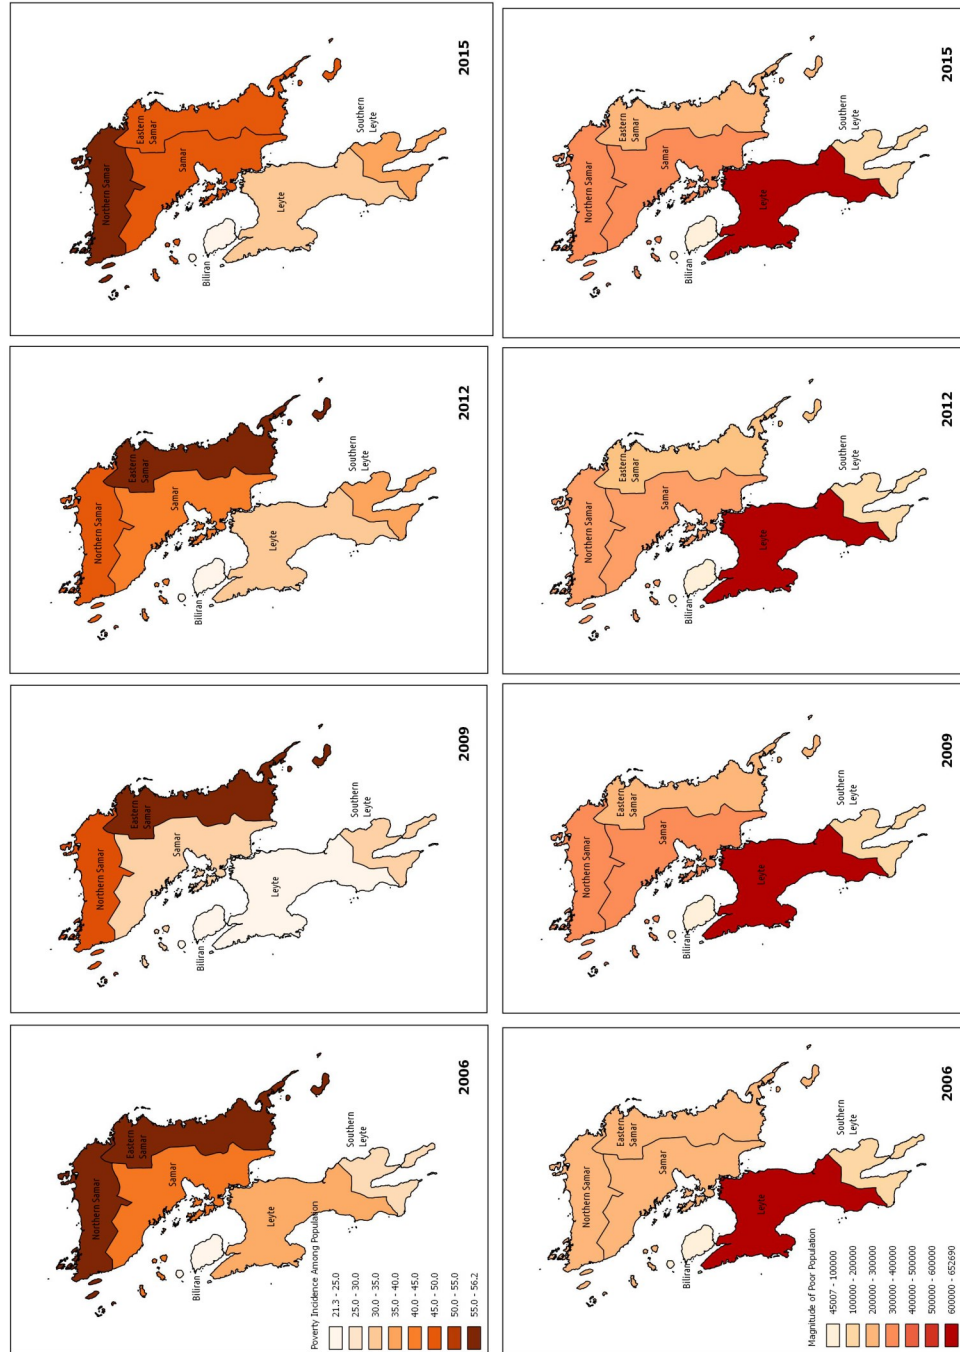 Northern Samar
Eastern
Samar
Samar
Biliran
Leyte
Southern
Leyte
Poverty Incidence Among Population
21.3 - 25.0
25.0 - 30.0
30.0 - 35.0
35.0 - 40.0
40.0 - 45.0
45.0 - 50.0
50.0 - 55.0
55.0 - 56.2
2006
Northern Samar
Eastern
Samar
Samar
Biliran
Leyte
Southern
Leyte
2009
Northern Samar
Eastern
Samar
Samar
Biliran
Leyte
Southern
Leyte
2012
Northern Samar
Eastern
Samar
Samar
Biliran
Leyte
Southern
Leyte
2015
Northern Samar
Eastern
Samar
Samar
Biliran
Leyte
Southern
Leyte
Magnitude of Poor Population
45007 - 100000
100000 - 20000
200000 - 30000
300000 - 40000
400000 - 50000
500000 - 60000
600000 - 652690
2006
Northern Samar
Eastern
Samar
Samar
Biliran
Leyte
Southern
Leyte
2009
Northern Samar
Eastern
Samar
Samar
Biliran
Leyte
Southern
Leyte
2012
Northern Samar
Eastern
Samar
Samar
Biliran
Leyte
Southern
Leyte
2015